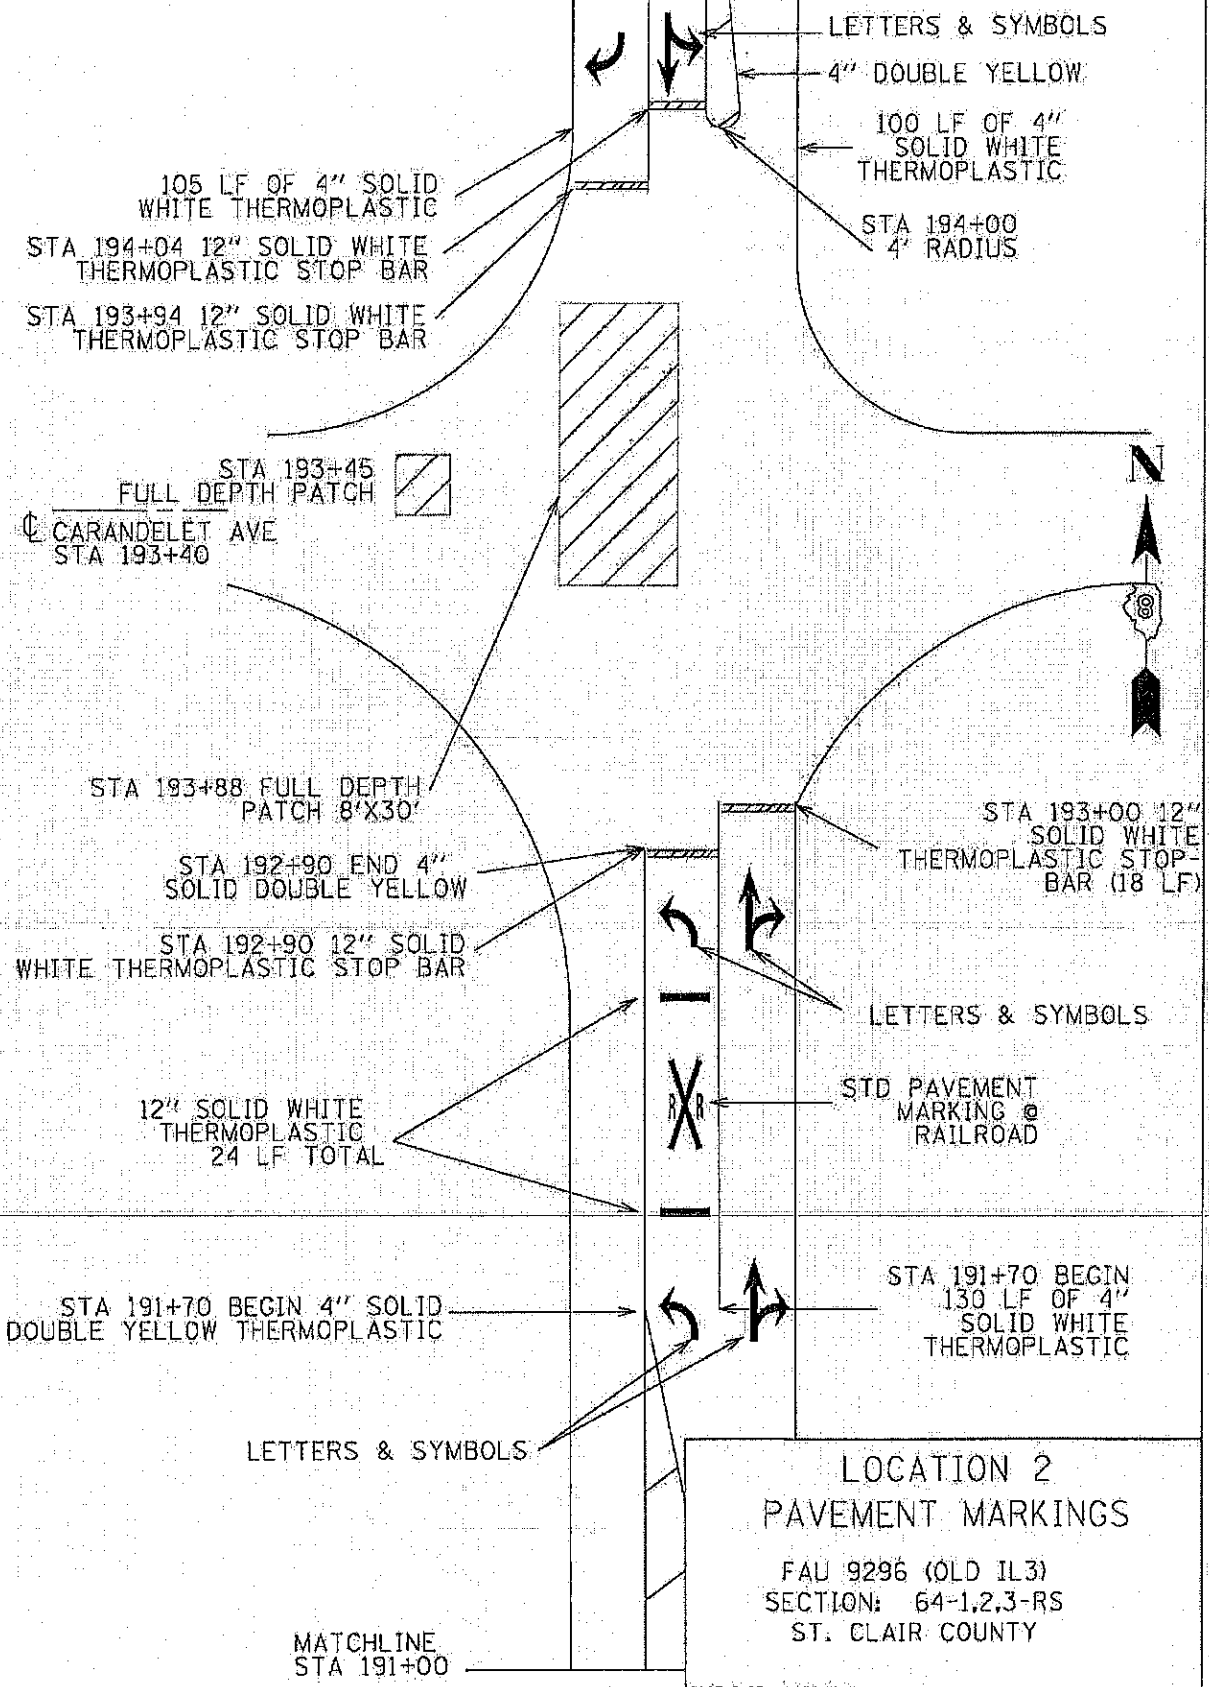 LETTERS & SYMBOLS
4" DOUBLE YELLOW
100 LF OF 4"
SOLID WHITE
THERMOPLASTIC
105 LF OF 4" SOLID
WHITE THERMOPLASTIC
STA 194+00
4' RADIUS
STA 194+04 12" SOLID WHITE
THERMOPLASTIC STOP BAR
STA 193+94 12" SOLID WHITE
THERMOPLASTIC STOP BAR
STA 193+45
FULL DEPTH PATCH
N
℄ CARANDELET AVE
STA 193+40
STA 193+88 FULL DEPTH
PATCH 8'X30'
STA 193+00 12"
SOLID WHITE
THERMOPLASTIC STOP-
BAR (18 LF)
STA 192+90 END 4"
SOLID DOUBLE YELLOW
STA 192+90 12" SOLID
WHITE THERMOPLASTIC STOP BAR
LETTERS & SYMBOLS
R R
STD PAVEMENT
MARKING @
RAILROAD
12" SOLID WHITE
THERMOPLASTIC
24 LF TOTAL
STA 191+70 BEGIN
130 LF OF 4"
SOLID WHITE
THERMOPLASTIC
STA 191+70 BEGIN 4" SOLID
DOUBLE YELLOW THERMOPLASTIC
LETTERS & SYMBOLS
LOCATION 2
PAVEMENT MARKINGS
FAU 9296 (OLD IL3)
SECTION: 64-1,2,3-RS
ST. CLAIR COUNTY
MATCHLINE
STA 191+00